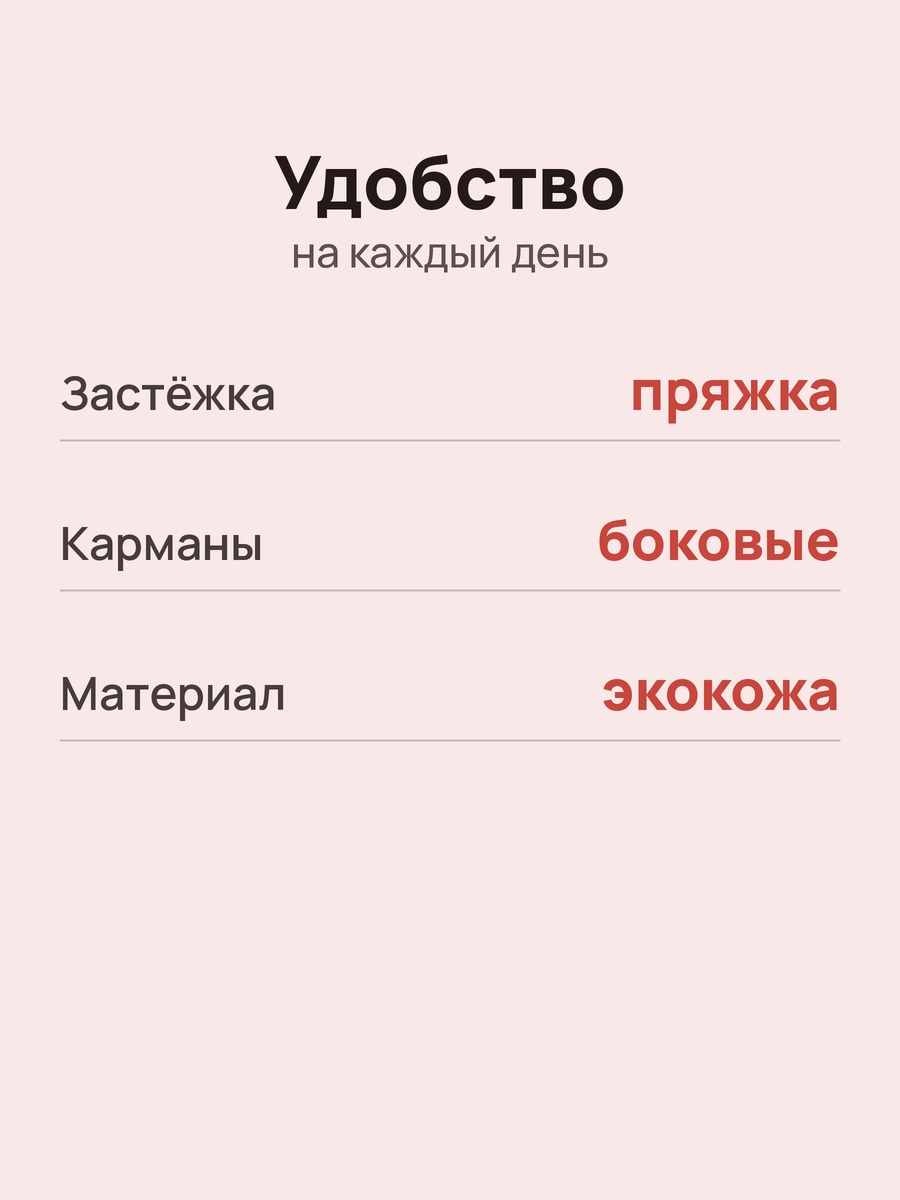 Удобство
на каждый день
Застёжка пряжка
Карманы боковые
Материал экокожа